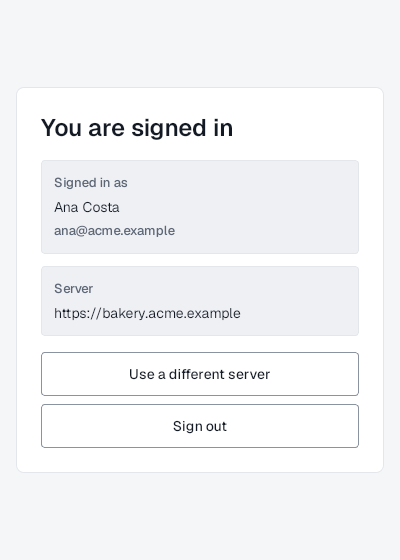 You are signed in
Signed in as
Ana Costa
ana@acme.example
Server
https://bakery.acme.example
Use a different server
Sign out